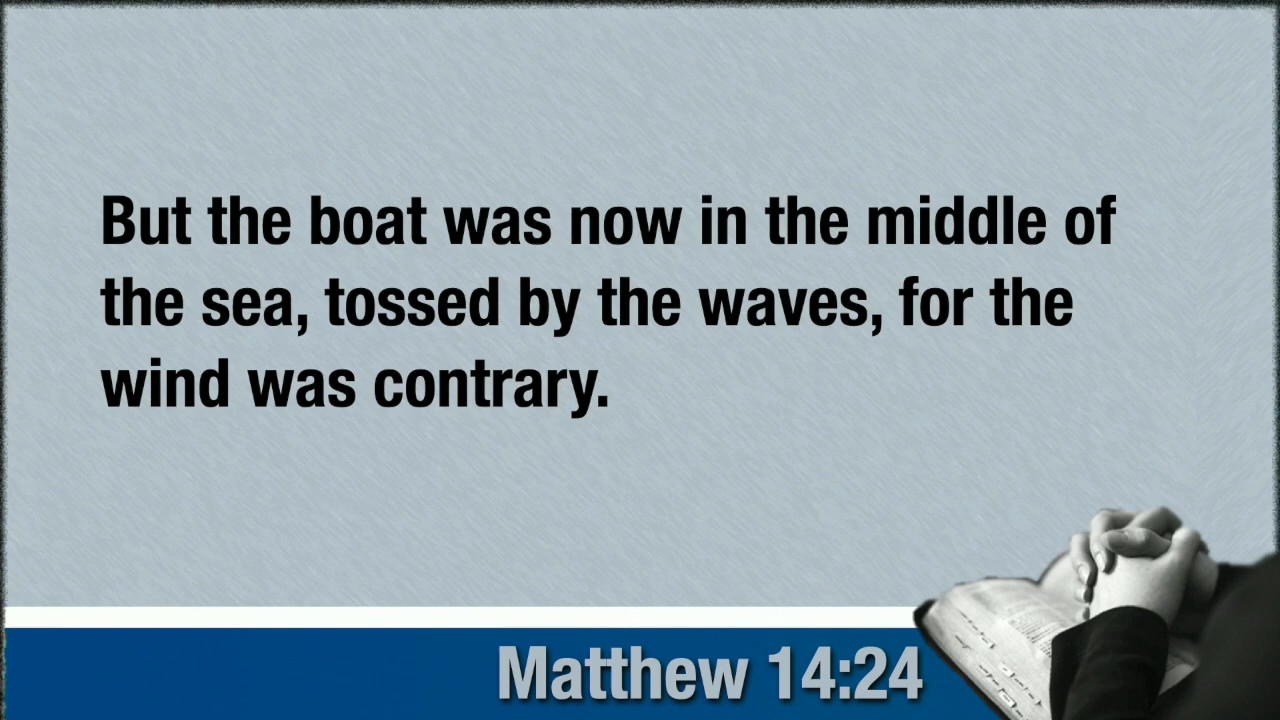 But the boat was now in the middle of
the sea, tossed by the waves, for the
wind was contrary.
Matthew 14:24